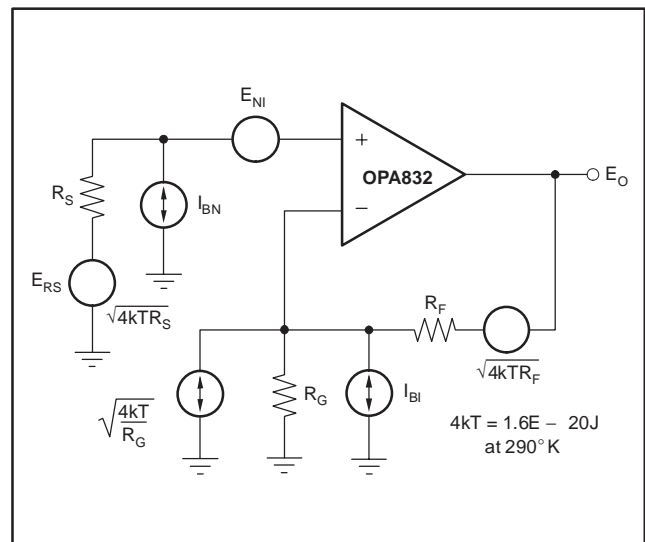 E_NI
+
OPA832
−
E_O
R_S
I_BN
E_RS
√4kTR_S
R_F
√4kTR_F
√4kT/R_G
R_G
I_BI
4kT = 1.6E − 20J
at 290°K